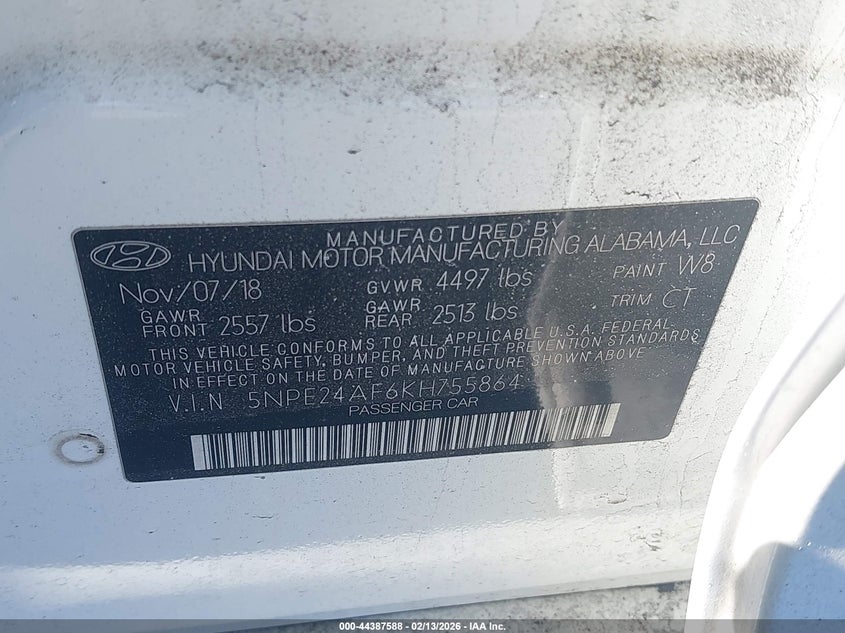 MANUFACTURED BY
HYUNDAI MOTOR MANUFACTURING ALABAMA, LLC
Nov/07/18 GVWR 4497 lbs PAINT W8
GAWR FRONT 2557 lbs GAWR REAR 2513 lbs TRIM CT
THIS VEHICLE CONFORMS TO ALL APPLICABLE U.S.A. FEDERAL
MOTOR VEHICLE SAFETY, BUMPER, AND THEFT PREVENTION STANDARDS
IN EFFECT ON THE DATE OF MANUFACTURE SHOWN ABOVE
V.I.N 5NPE24AF6KH755864
PASSENGER CAR
000-44387588 - 02/13/2026 - IAA Inc.